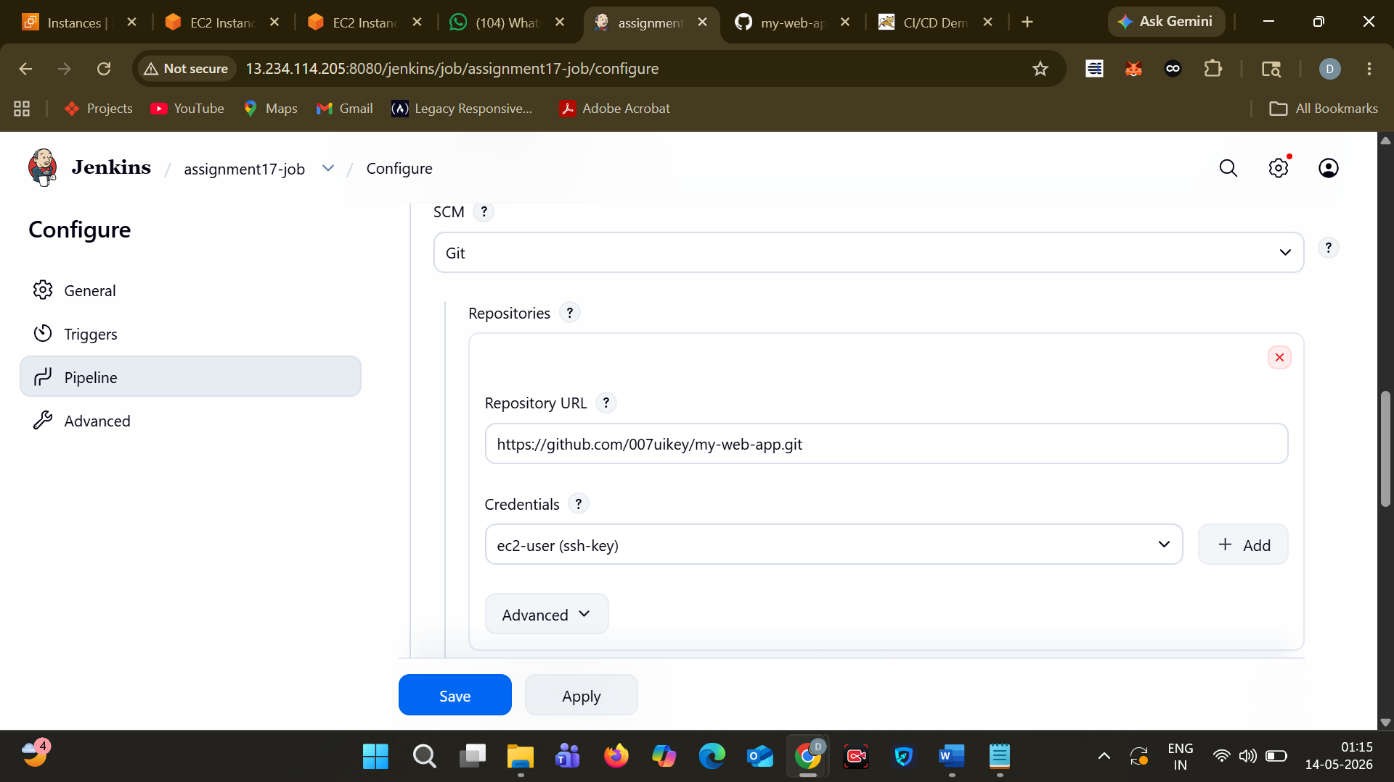 Instances |
EC2 Instanc
EC2 Instanc
(104) What
assignment
my-web-ap
CI/CD Dem
Ask Gemini
Not secure
13.234.114.205:8080/jenkins/job/assignment17-job/configure
D
Projects
YouTube
Maps
Gmail
Legacy Responsive...
Adobe Acrobat
All Bookmarks
Jenkins / assignment17-job / Configure
Configure
General
Triggers
Pipeline
Advanced
SCM ?
Git
?
Repositories ?
Repository URL ?
https://github.com/007uikey/my-web-app.git
Credentials ?
ec2-user (ssh-key)
+ Add
Advanced
Save
Apply
4
D
ENG
IN
01:15
14-05-2026